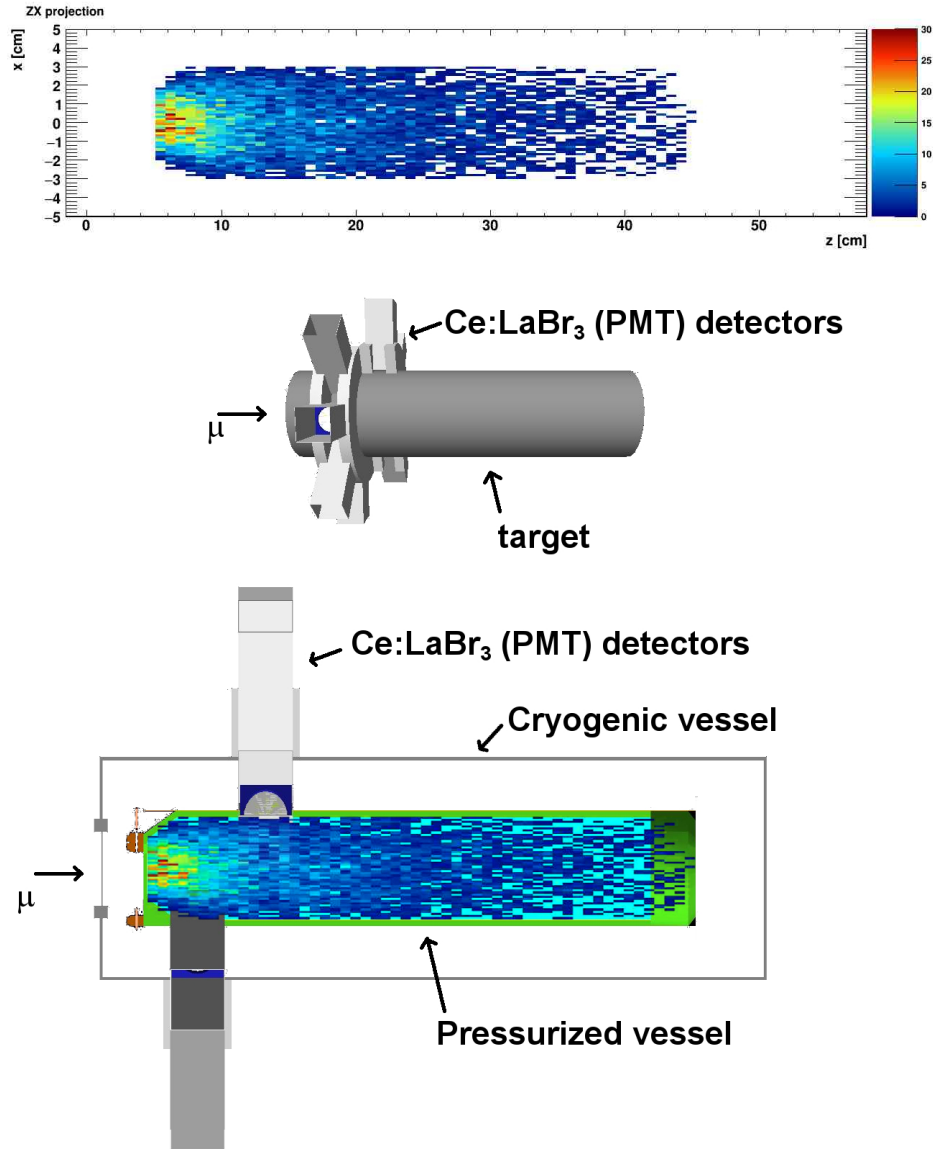 ZX projection
x [cm]
5
4
3
2
1
0
−1
−2
−3
−4
−5
0
10
20
30
40
50
z [cm]
30
25
20
15
10
5
0
Ce:LaBr₃ (PMT) detectors
μ
target
Ce:LaBr₃ (PMT) detectors
Cryogenic vessel
μ
Pressurized vessel